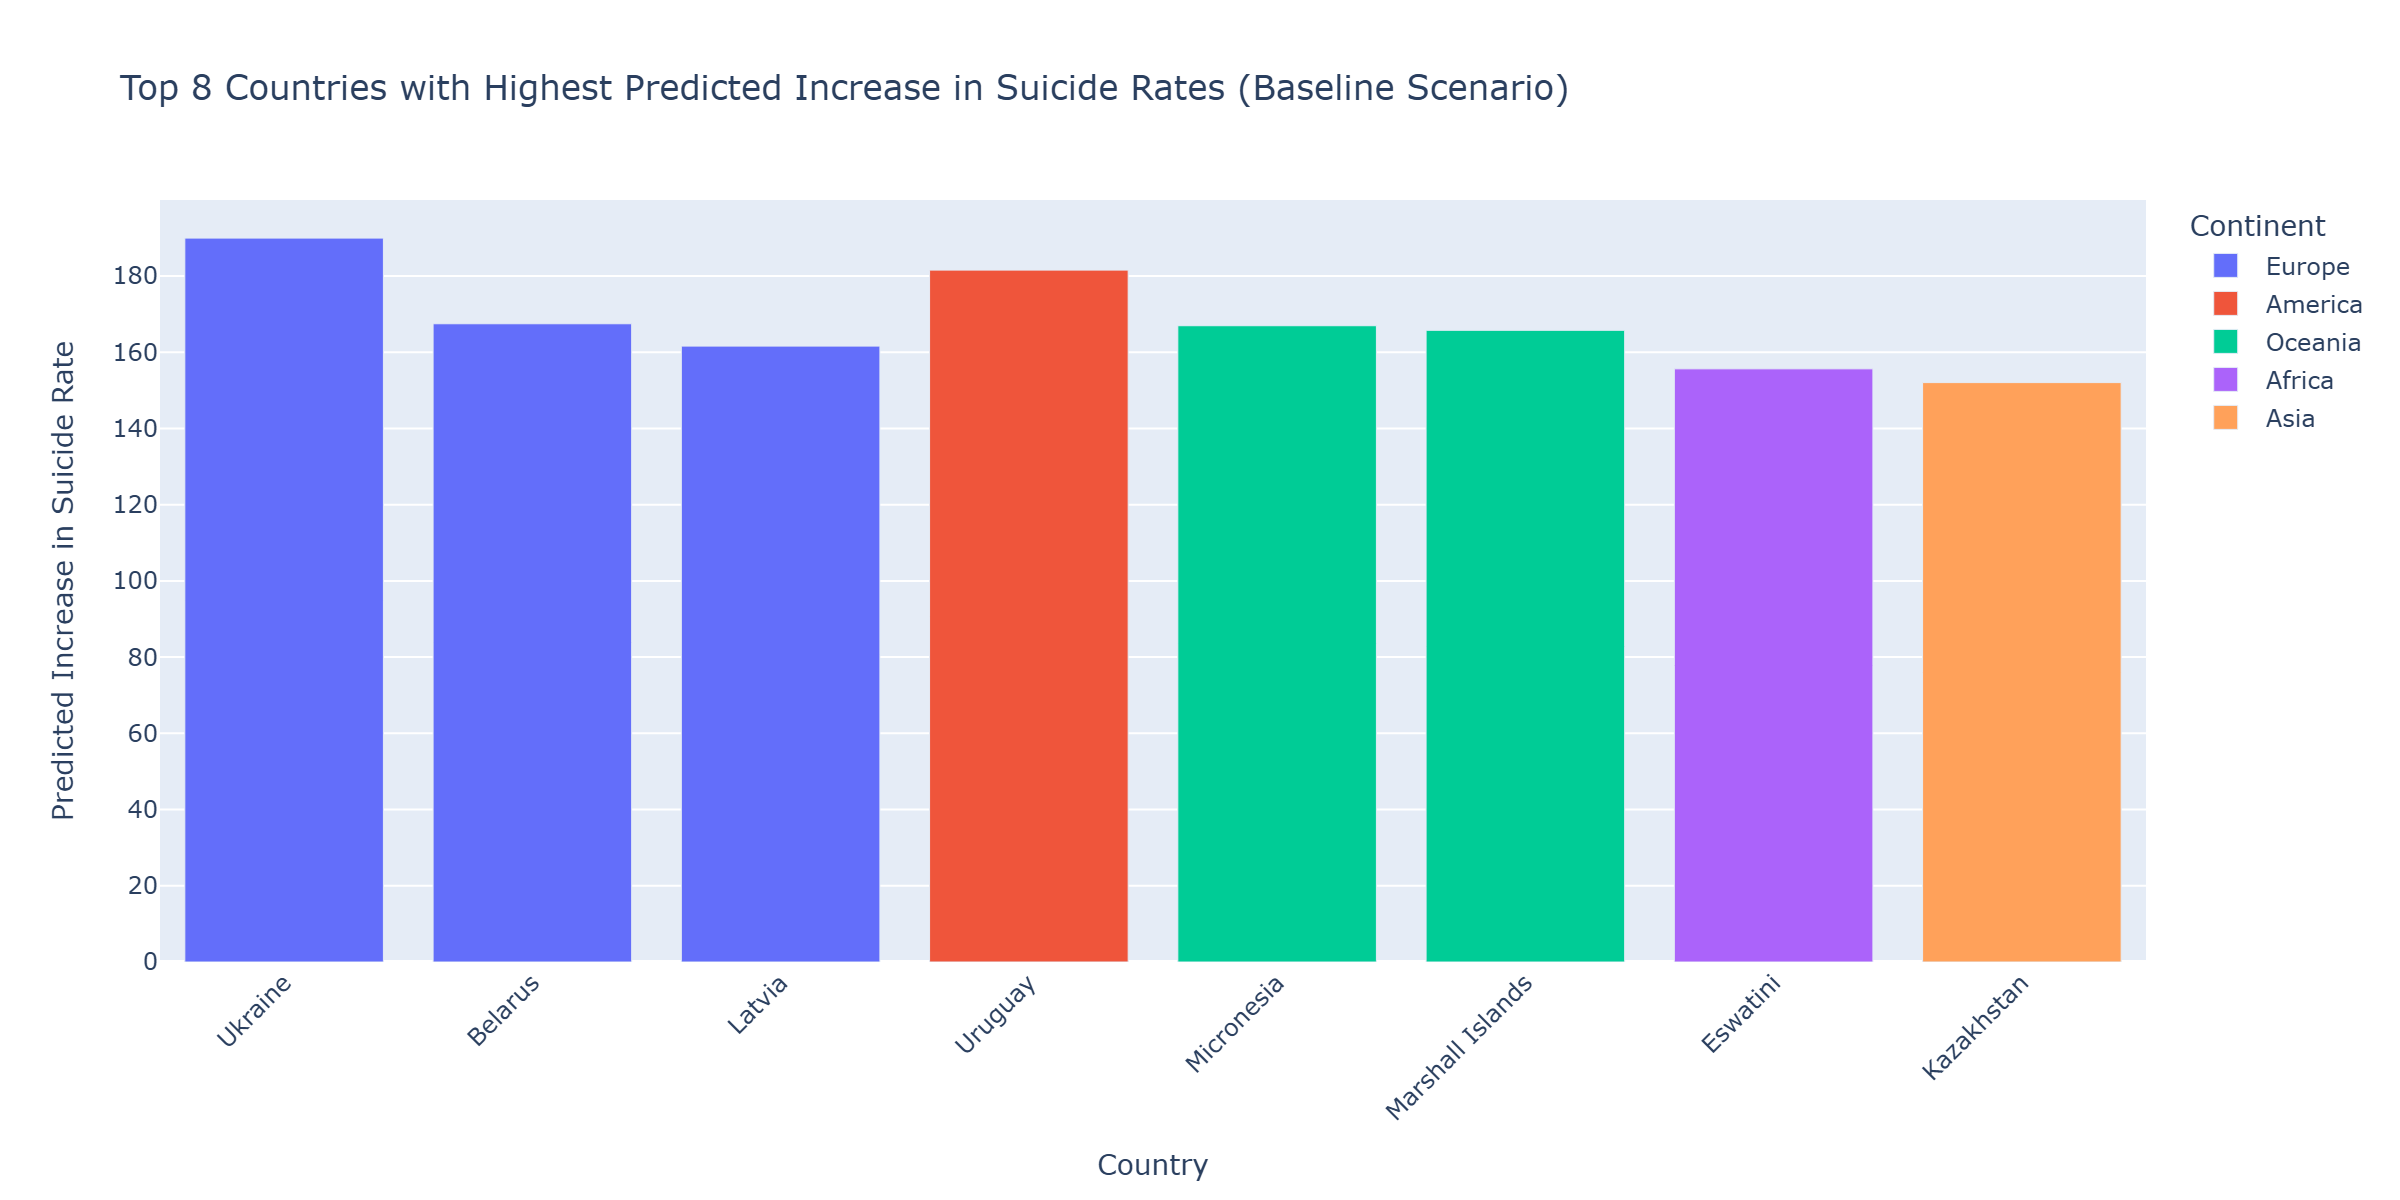 Top 8 Countries with Highest Predicted Increase in Suicide Rates (Baseline Scenario)
Predicted Increase in Suicide Rate
180
160
140
120
100
80
60
40
20
0
Ukraine
Belarus
Latvia
Uruguay
Micronesia
Marshall Islands
Eswatini
Kazakhstan
Country
Continent
Europe
America
Oceania
Africa
Asia